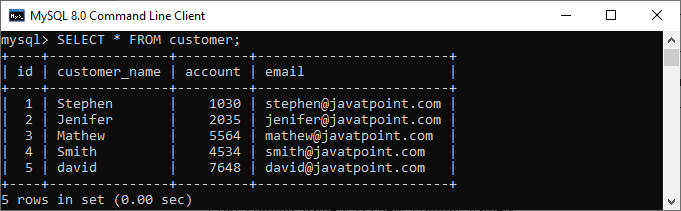 MySQL 8.0 Command Line Client
mysql> SELECT * FROM customer;
+----+---------------+---------+------------------------+
| id | customer_name | account | email                  |
+----+---------------+---------+------------------------+
|  1 | Stephen       |    1030 | stephen@javatpoint.com |
|  2 | Jenifer       |    2035 | jenifer@javatpoint.com |
|  3 | Mathew        |    5564 | mathew@javatpoint.com  |
|  4 | Smith         |    4534 | smith@javatpoint.com   |
|  5 | david         |    7648 | david@javatpoint.com   |
+----+---------------+---------+------------------------+
5 rows in set (0.00 sec)